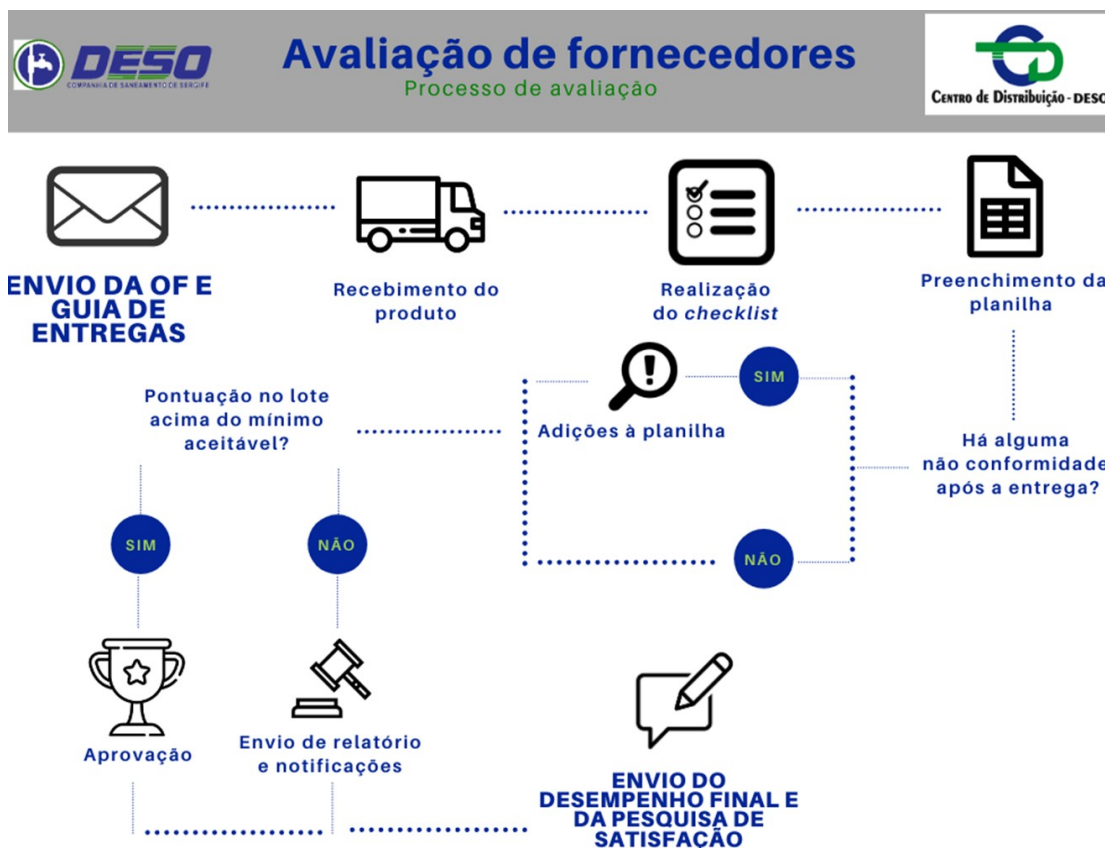 DESO
COMPANHIA DE SANEAMENTO DE SERGIPE
Avaliação de fornecedores
Processo de avaliação
CENTRO DE DISTRIBUIÇÃO - DESO
ENVIO DA OF E
GUIA DE
ENTREGAS
Recebimento do
produto
Realização
do checklist
Preenchimento da
planilha
Há alguma
não conformidade
após a entrega?
SIM
NÃO
Adições à planilha
Pontuação no lote
acima do mínimo
aceitável?
SIM
NÃO
Aprovação
Envio de relatório
e notificações
ENVIO DO
DESEMPENHO FINAL E
DA PESQUISA DE
SATISFAÇÃO